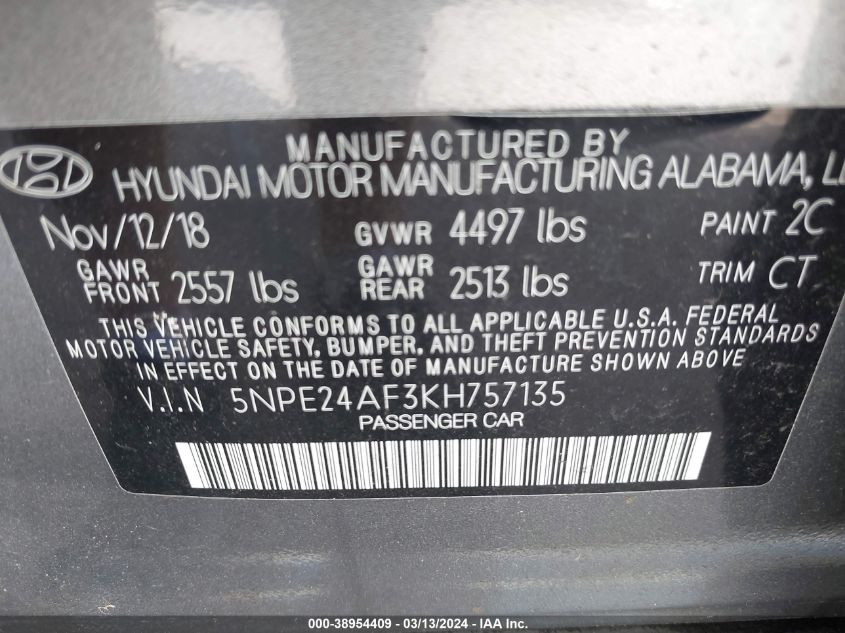 MANUFACTURED BY
HYUNDAI MOTOR MANUFACTURING ALABAMA,
Nov/12/18 GVWR 4497 lbs PAINT 2C
GAWR FRONT 2557 lbs GAWR REAR 2513 lbs TRIM CT
THIS VEHICLE CONFORMS TO ALL APPLICABLE U.S.A. FEDERAL
MOTOR VEHICLE SAFETY, BUMPER, AND THEFT PREVENTION STANDARDS
IN EFFECT ON THE DATE OF MANUFACTURE SHOWN ABOVE
V.I.N 5NPE24AF3KH757135
PASSENGER CAR
000-38954409 - 03/13/2024 - IAA Inc.